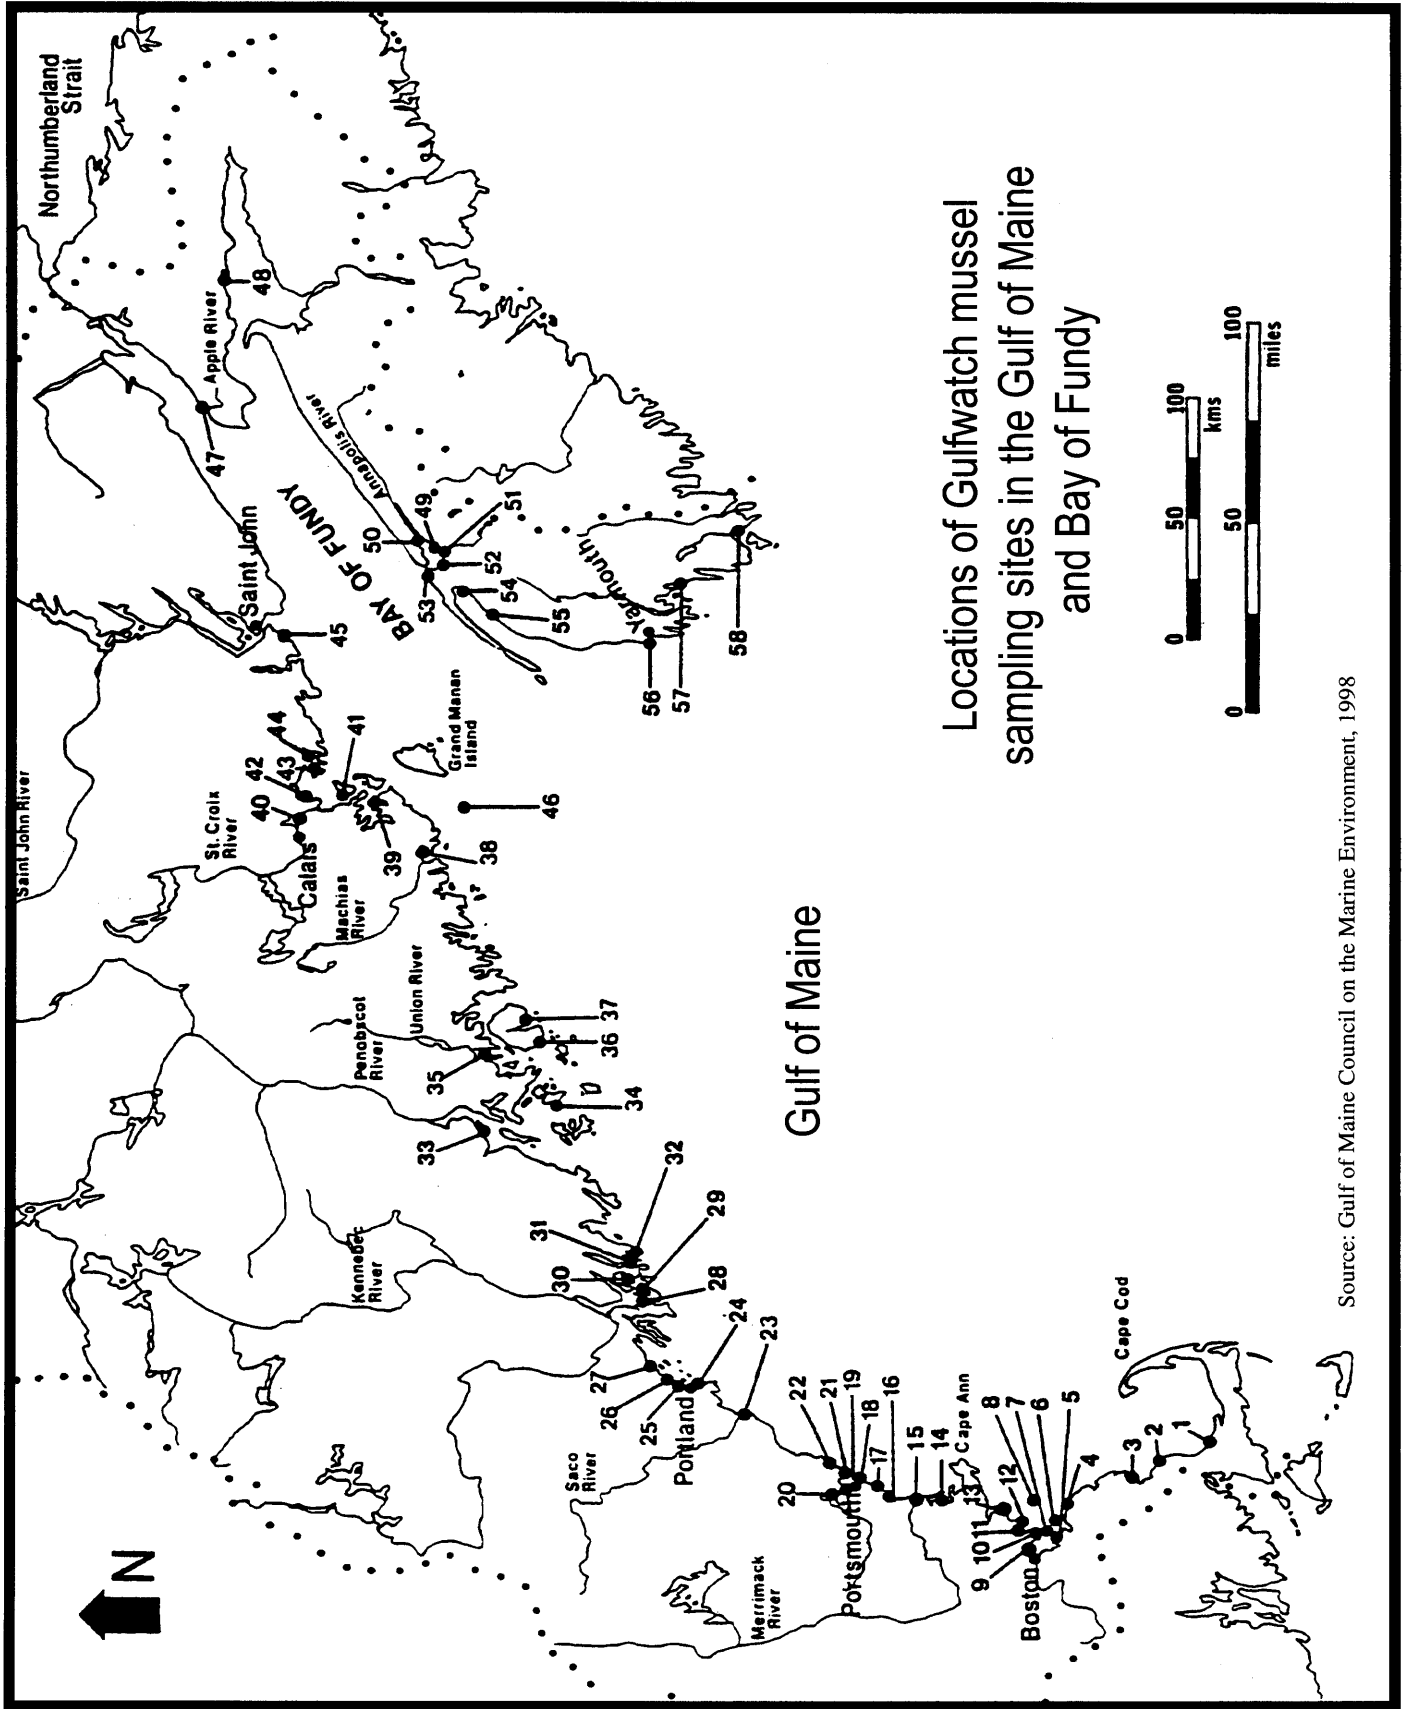 Northumberland
Strait
Apple River
48
47
Annapolis River
BAY OF FUNDY
Saint John
50
49
51
52
53
54
55
Yarmouth
56
57
58
45
44
43
42
41
40
39
38
46
Grand Manan
Island
Saint John River
St. Croix
River
Calais
Machias
River
Union River
Penobscot
River
37
36
35
34
33
32
31
30
29
28
Kennebec
River
27
26
25
24
23
Portland
Saco
River
22
21
20
19
18
17
16
15
14
Portsmouth
Merrimack
River
Cape Ann
13
12
11
10
9
8
7
6
5
4
3
2
1
Boston
Cape Cod
N
Gulf of Maine
Locations of Gulfwatch mussel
sampling sites in the Gulf of Maine
and Bay of Fundy
0 50 100
kms
0 50 100
miles
Source: Gulf of Maine Council on the Marine Environment, 1998